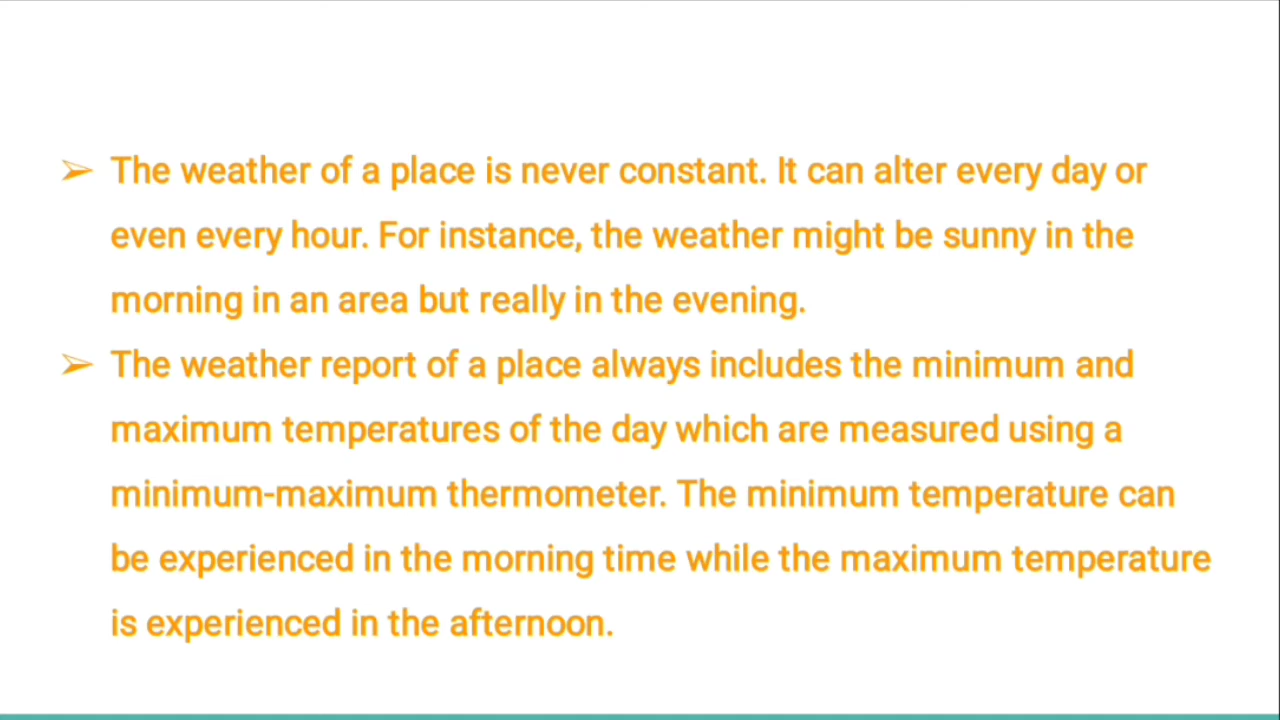 ➢ The weather of a place is never constant. It can alter every day or
even every hour. For instance, the weather might be sunny in the
morning in an area but really in the evening.
➢ The weather report of a place always includes the minimum and
maximum temperatures of the day which are measured using a
minimum-maximum thermometer. The minimum temperature can
be experienced in the morning time while the maximum temperature
is experienced in the afternoon.